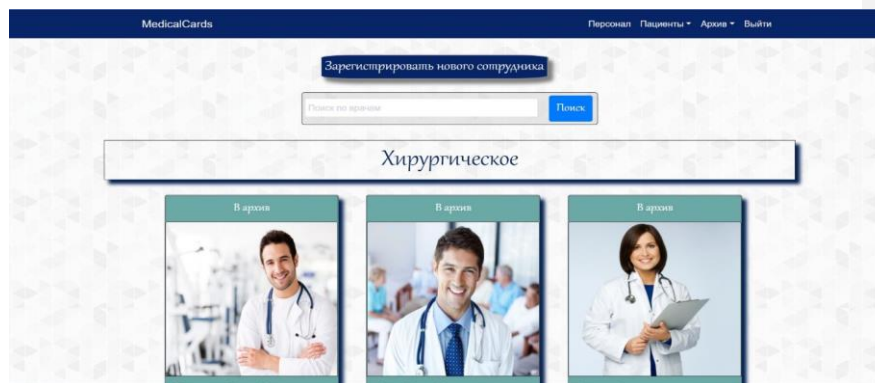 MedicalCards
Персонал Пациенты Архив Выйти
Зарегистрировать нового сотрудника
Поиск по врачам
Поиск
Хирургическое
В архив
В архив
В архив